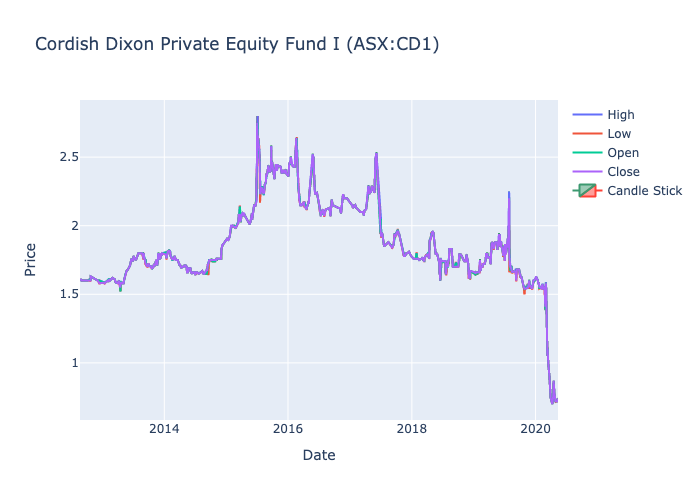 Cordish Dixon Private Equity Fund I (ASX:CD1)
High
Low
Open
Close
Candle Stick
2.5
2
1.5
1
Price
2014
2016
2018
2020
Date